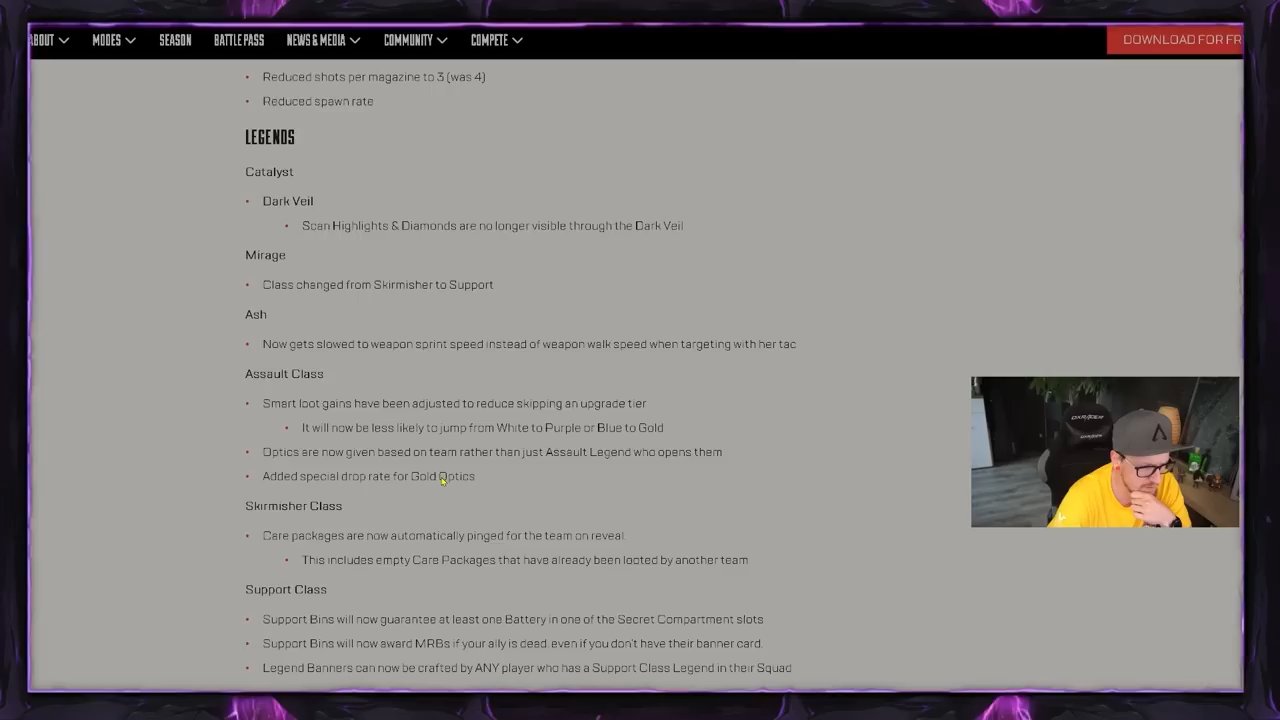 ABOUT
MODES
SEASON
BATTLE PASS
NEWS & MEDIA
COMMUNITY
COMPETE
DOWNLOAD FOR FR
• Reduced shots per magazine to 3 (was 4)
• Reduced spawn rate
LEGENDS
Catalyst
• Dark Veil
• Scan Highlights & Diamonds are no longer visible through the Dark Veil
Mirage
• Class changed from Skirmisher to Support
Ash
• Now gets slowed to weapon sprint speed instead of weapon walk speed when targeting with her tac
Assault Class
• Smart loot gains have been adjusted to reduce skipping an upgrade tier
• It will now be less likely to jump from White to Purple or Blue to Gold
• Optics are now given based on team rather than just Assault Legend who opens them
• Added special drop rate for Gold Optics
Skirmisher Class
• Care packages are now automatically pinged for the team on reveal.
• This includes empty Care Packages that have already been looted by another team
Support Class
• Support Bins will now guarantee at least one Battery in one of the Secret Compartment slots
• Support Bins will now award MRBs if your ally is dead, even if you don't have their banner card.
• Legend Banners can now be crafted by ANY player who has a Support Class Legend in their Squad
DXRACER